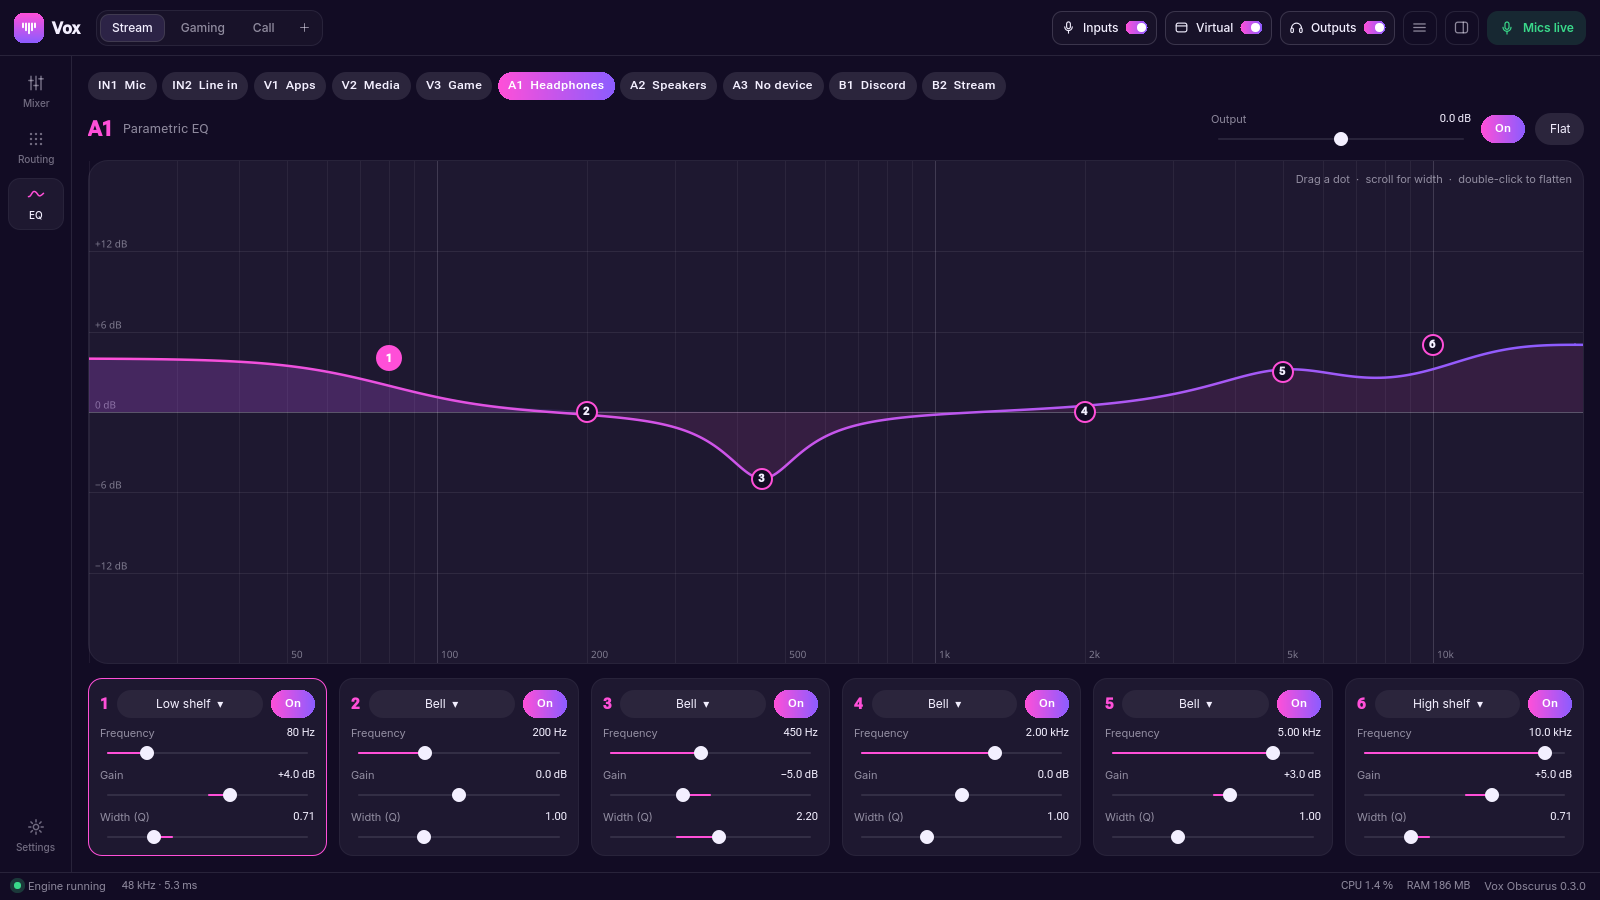 Vox
Stream Gaming Call +
Inputs Virtual Outputs Mics live
Mixer
Routing
EQ
Settings
IN1 Mic IN2 Line in V1 Apps V2 Media V3 Game A1 Headphones A2 Speakers A3 No device B1 Discord B2 Stream
A1 Parametric EQ
Output 0.0 dB On Flat
Drag a dot · scroll for width · double-click to flatten
+12 dB
+6 dB
0 dB
−6 dB
−12 dB
1 2 3 4 5 6
50 100 200 500 1k 2k 5k 10k
1 Low shelf ▾ On
Frequency 80 Hz
Gain +4.0 dB
Width (Q) 0.71
2 Bell ▾ On
Frequency 200 Hz
Gain 0.0 dB
Width (Q) 1.00
3 Bell ▾ On
Frequency 450 Hz
Gain −5.0 dB
Width (Q) 2.20
4 Bell ▾ On
Frequency 2.00 kHz
Gain 0.0 dB
Width (Q) 1.00
5 Bell ▾ On
Frequency 5.00 kHz
Gain +3.0 dB
Width (Q) 1.00
6 High shelf ▾ On
Frequency 10.0 kHz
Gain +5.0 dB
Width (Q) 0.71
Engine running 48 kHz · 5.3 ms CPU 1.4 % RAM 186 MB Vox Obscurus 0.3.0